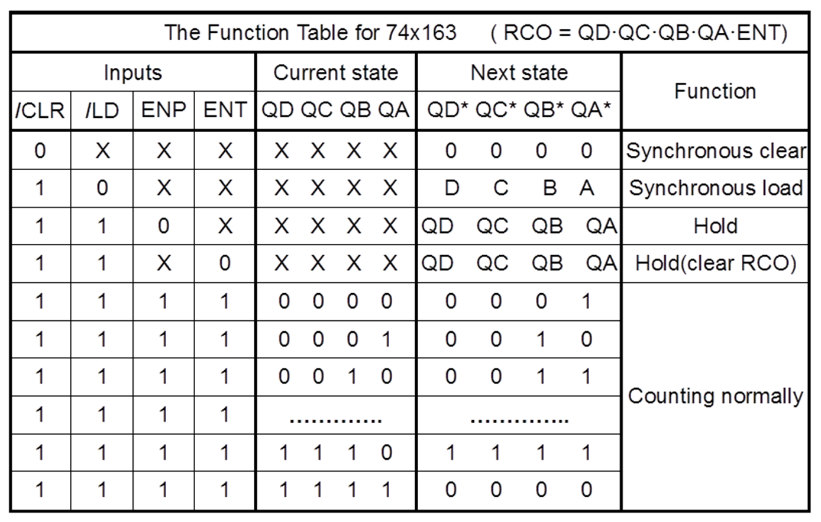 The Function Table for 74x163 ( RCO = QD·QC·QB·QA·ENT)
Inputs Current state Next state Function
/CLR /LD ENP ENT QD QC QB QA QD* QC* QB* QA*
0 X X X X X X X 0 0 0 0 Synchronous clear
1 0 X X X X X X D C B A Synchronous load
1 1 0 X X X X X QD QC QB QA Hold
1 1 X 0 X X X X QD QC QB QA Hold(clear RCO)
1 1 1 1 0 0 0 0 0 0 0 1
1 1 1 1 0 0 0 1 0 0 1 0
1 1 1 1 0 0 1 0 0 0 1 1
Counting normally
1 1 1 1 ............. ..............
1 1 1 1 1 1 1 0 1 1 1 1
1 1 1 1 1 1 1 1 0 0 0 0